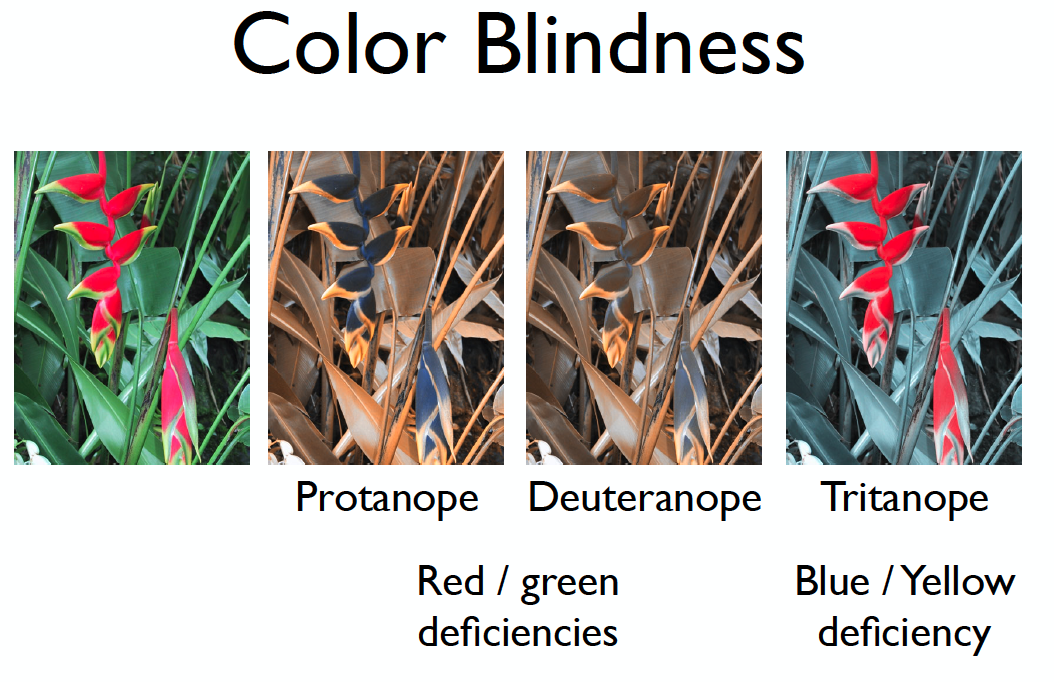 Color Blindness
Protanope Deuteranope Tritanope
Red / green
deficiencies
Blue / Yellow
deficiency